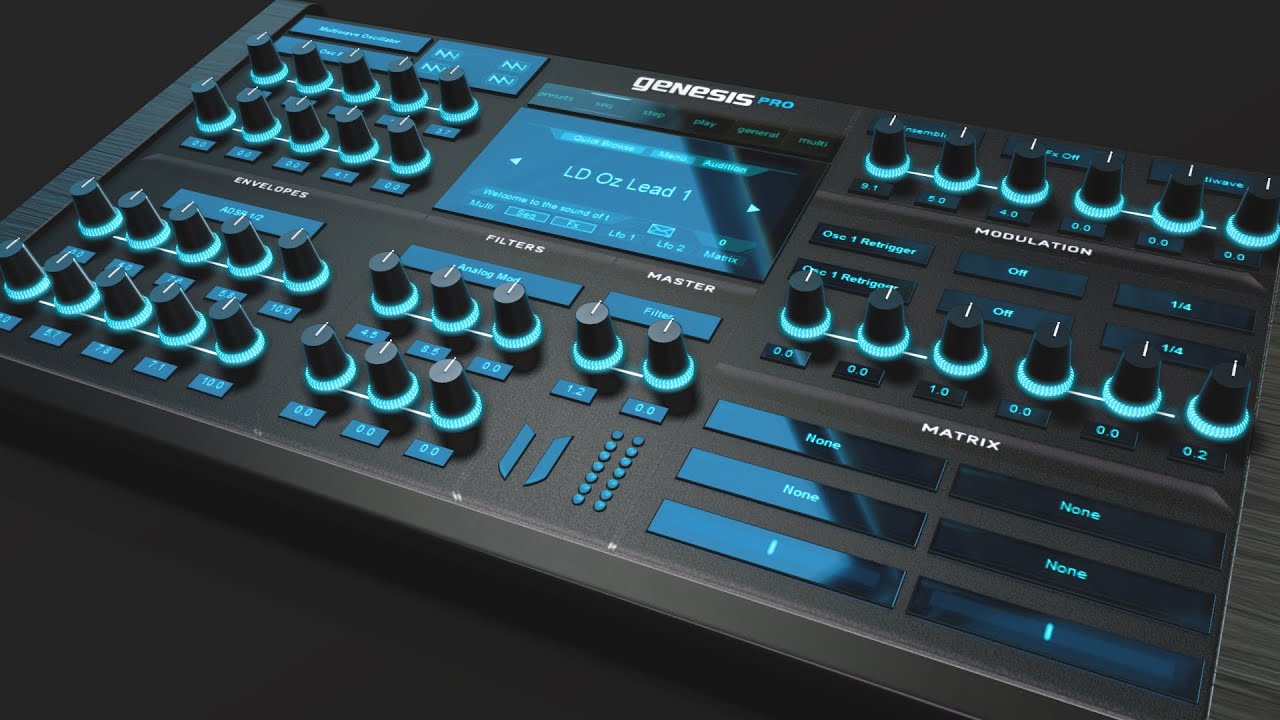 Multiwave Oscillator
genesis PRO
presets seq step play general multi
Quick Browse Menu Audition
LD Oz Lead 1
Welcome to the sound of
Multi Seq Fx Lfo 1 Lfo 2 0 Matrix
Fx Off
9.1 5.0 4.0 0.0 0.0 0.0
ENVELOPES
ADSR 1/2
10.0
5.1 7.8 7.1 10.0
FILTERS
4.5 8.5 0.0
0.0 0.0 0.0
MASTER
Filter
1.2 0.0
MODULATION
Osc 1 Retrigger Off 1/4
Osc 1 Retrigger Off 1/4
0.0 0.0 1.0 0.0 0.0 0.2
MATRIX
None None
None None